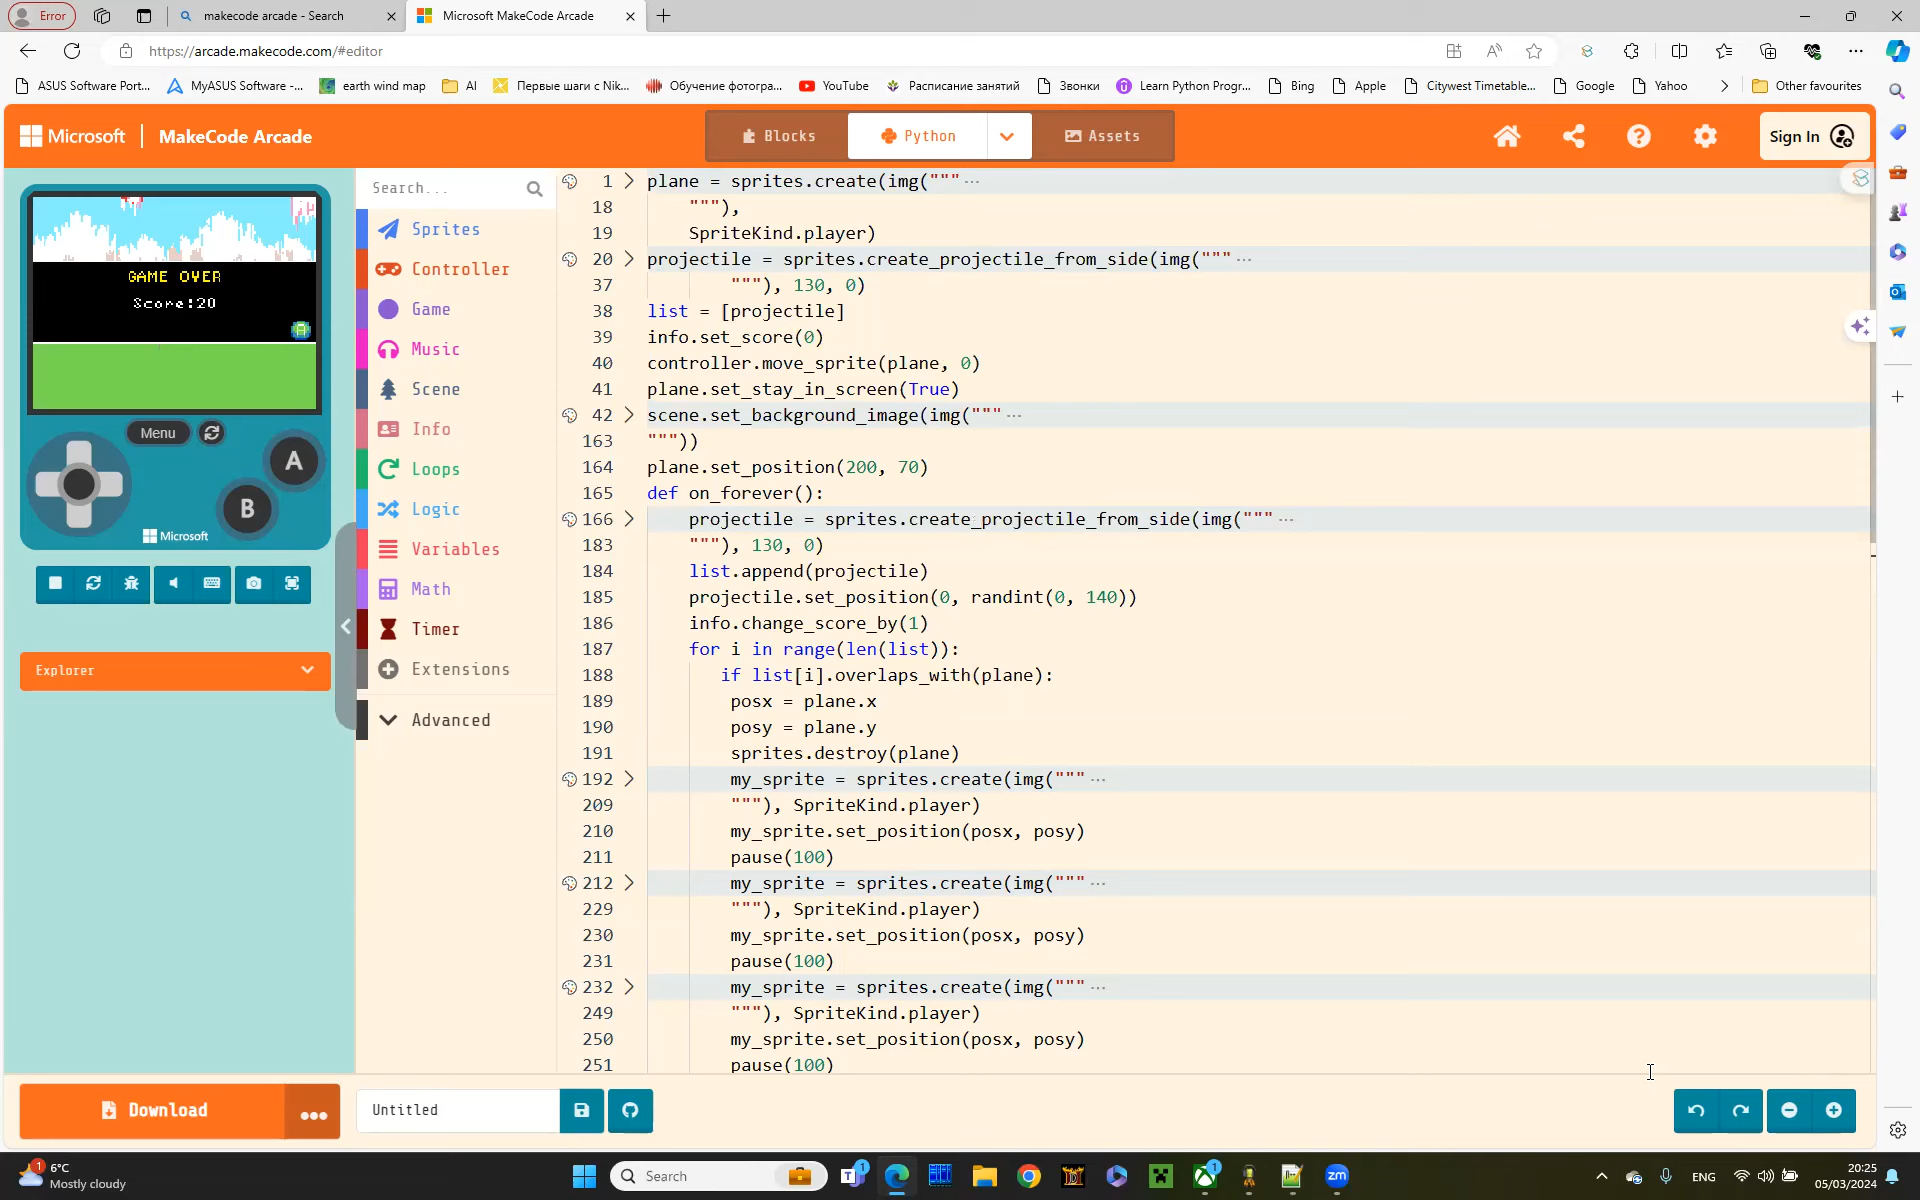 Error
makecode arcade - Search
Microsoft MakeCode Arcade
https://arcade.makecode.com/#editor
ASUS Software Port...
MyASUS Software -...
earth wind map
AI
Первые шаги с Nik...
Обучение фотогра...
YouTube
Расписание занятий
Звонки
Learn Python Progr...
Bing
Apple
Citywest Timetable...
Google
Yahoo
Other favourites
Microsoft
MakeCode Arcade
Blocks
Python
Assets
Sign In
GAME OVER
Score:20
Menu
A
B
Microsoft
Explorer
Search...
Sprites
Controller
Game
Music
Scene
Info
Loops
Logic
Variables
Math
Timer
Extensions
Advanced
1 plane = sprites.create(img(""" ...
18 """),
19 SpriteKind.player)
20 projectile = sprites.create_projectile_from_side(img(""" ...
37 """), 130, 0)
38 list = [projectile]
39 info.set_score(0)
40 controller.move_sprite(plane, 0)
41 plane.set_stay_in_screen(True)
42 scene.set_background_image(img(""" ...
163 """))
164 plane.set_position(200, 70)
165 def on_forever():
166 projectile = sprites.create_projectile_from_side(img(""" ...
183 """), 130, 0)
184 list.append(projectile)
185 projectile.set_position(0, randint(0, 140))
186 info.change_score_by(1)
187 for i in range(len(list)):
188 if list[i].overlaps_with(plane):
189 posx = plane.x
190 posy = plane.y
191 sprites.destroy(plane)
192 my_sprite = sprites.create(img(""" ...
209 """), SpriteKind.player)
210 my_sprite.set_position(posx, posy)
211 pause(100)
212 my_sprite = sprites.create(img(""" ...
229 """), SpriteKind.player)
230 my_sprite.set_position(posx, posy)
231 pause(100)
232 my_sprite = sprites.create(img(""" ...
249 """), SpriteKind.player)
250 my_sprite.set_position(posx, posy)
251 pause(100)
Download
Untitled
1
6°C
Mostly cloudy
Search
1
1
zm
ENG
20:25
05/03/2024